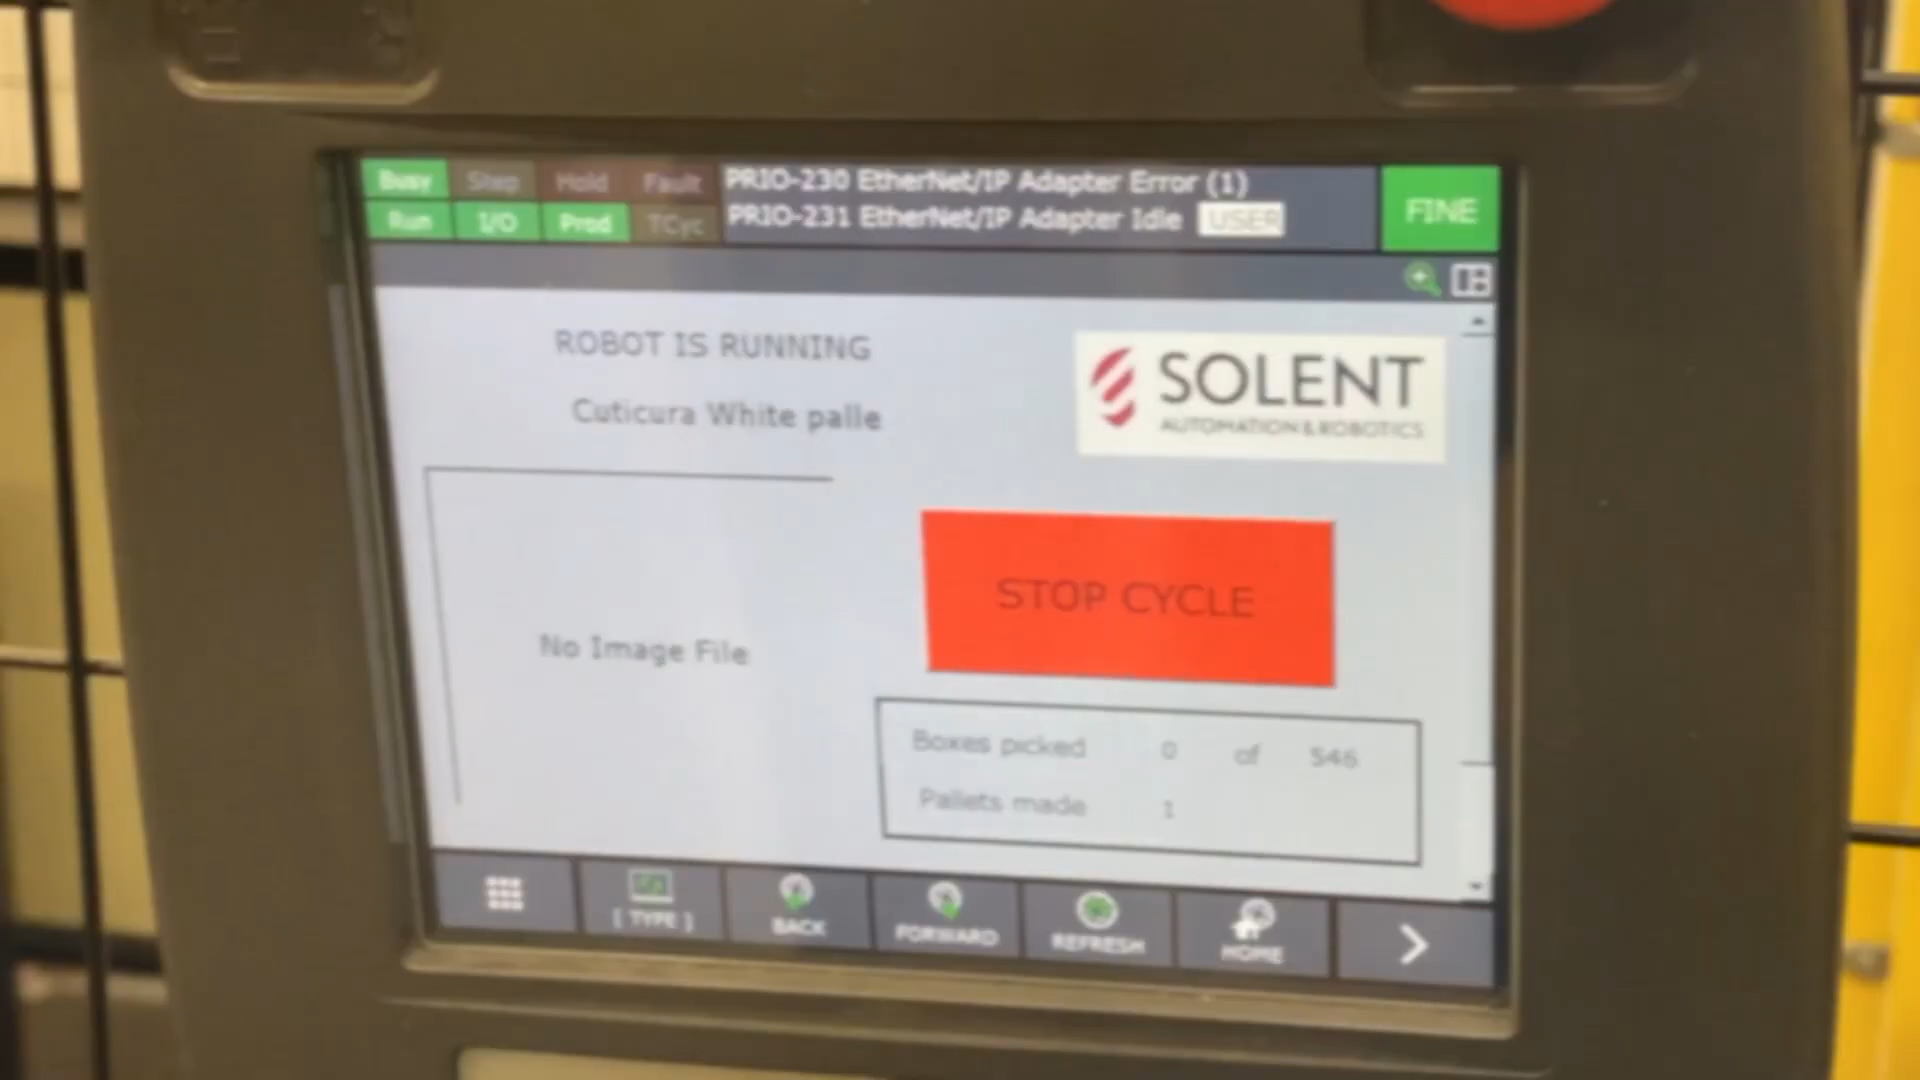 Busy Step Hold Fault PRIO-230 EtherNet/IP Adapter Error (1)
Run I/O Prod TCyc PRIO-231 EtherNet/IP Adapter Idle USER
FINE
ROBOT IS RUNNING
Cuticura White palle
SOLENT
AUTOMATION & ROBOTICS
STOP CYCLE
No Image File
Boxes picked 0 of 546
Pallets made 1
[ TYPE ] BACK FORWARD REFRESH HOME